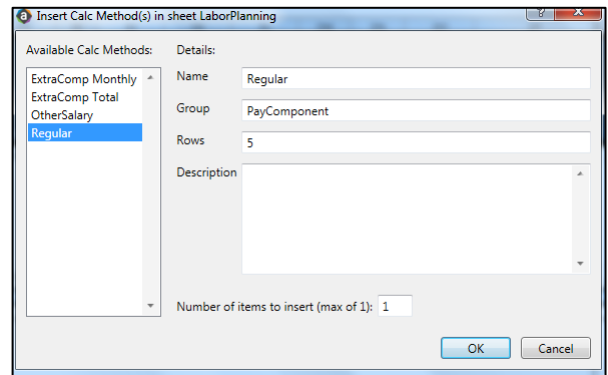 Insert Calc Method(s) in sheet LaborPlanning
Available Calc Methods:
ExtraComp Monthly
ExtraComp Total
OtherSalary
Regular
Details:
Name Regular
Group PayComponent
Rows 5
Description
Number of items to insert (max of 1): 1
OK Cancel